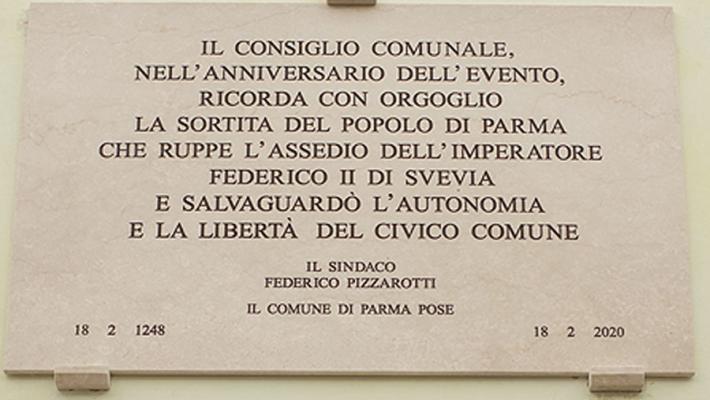 IL CONSIGLIO COMUNALE,
NELL'ANNIVERSARIO DELL'EVENTO,
RICORDA CON ORGOGLIO
LA SORTITA DEL POPOLO DI PARMA
CHE RUPPE L'ASSEDIO DELL'IMPERATORE
FEDERICO II DI SVEVIA
E SALVAGUARDÒ L'AUTONOMIA
E LA LIBERTÀ DEL CIVICO COMUNE
IL SINDACO
FEDERICO PIZZAROTTI
IL COMUNE DI PARMA POSE
18 2 1248 18 2 2020